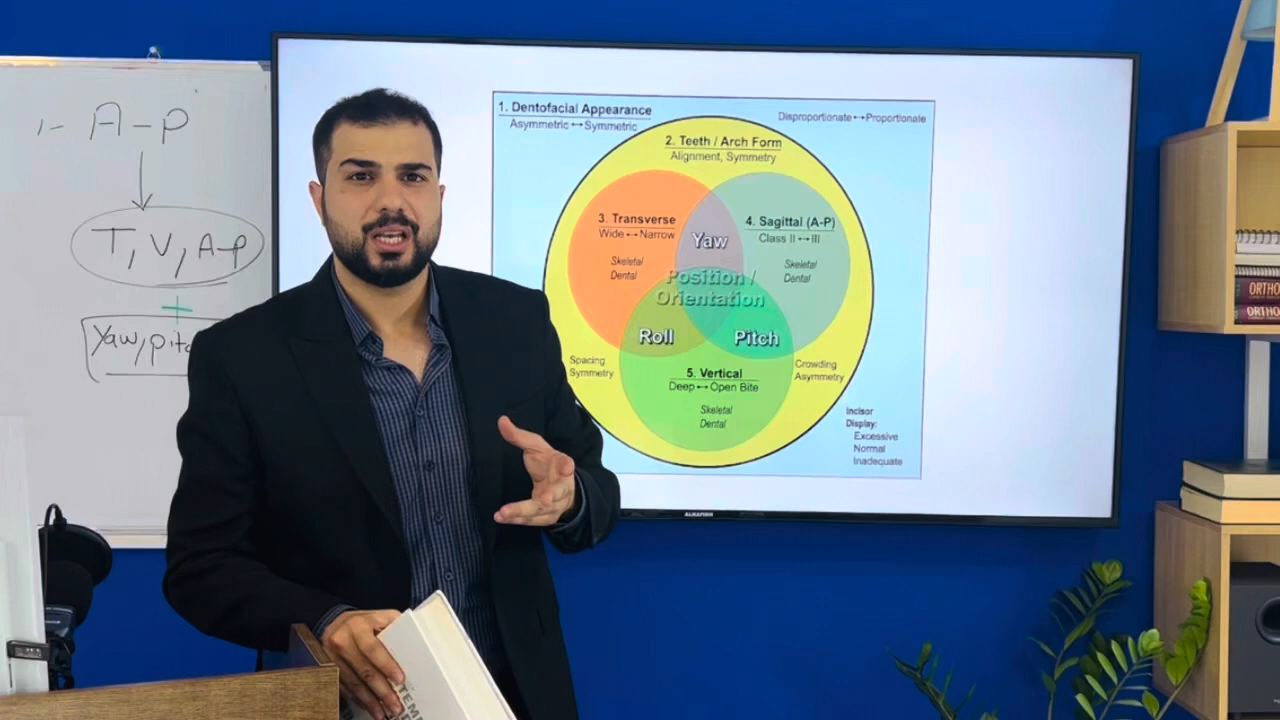 1- A-P
T, V, A-P
+
Yaw, pitc
1. Dentofacial Appearance
Asymmetric ↔ Symmetric
Disproportionate ↔ Proportionate
2. Teeth / Arch Form
Alignment, Symmetry
3. Transverse
Wide ↔ Narrow
Skeletal
Dental
Yaw
4. Sagittal (A-P)
Class II ↔ III
Skeletal
Dental
Position /
Orientation
Roll
Pitch
Spacing
Symmetry
5. Vertical
Deep ↔ Open Bite
Skeletal
Dental
Crowding
Asymmetry
Incisor
Display:
Excessive
Normal
Inadequate
ORTHO
ORTHO